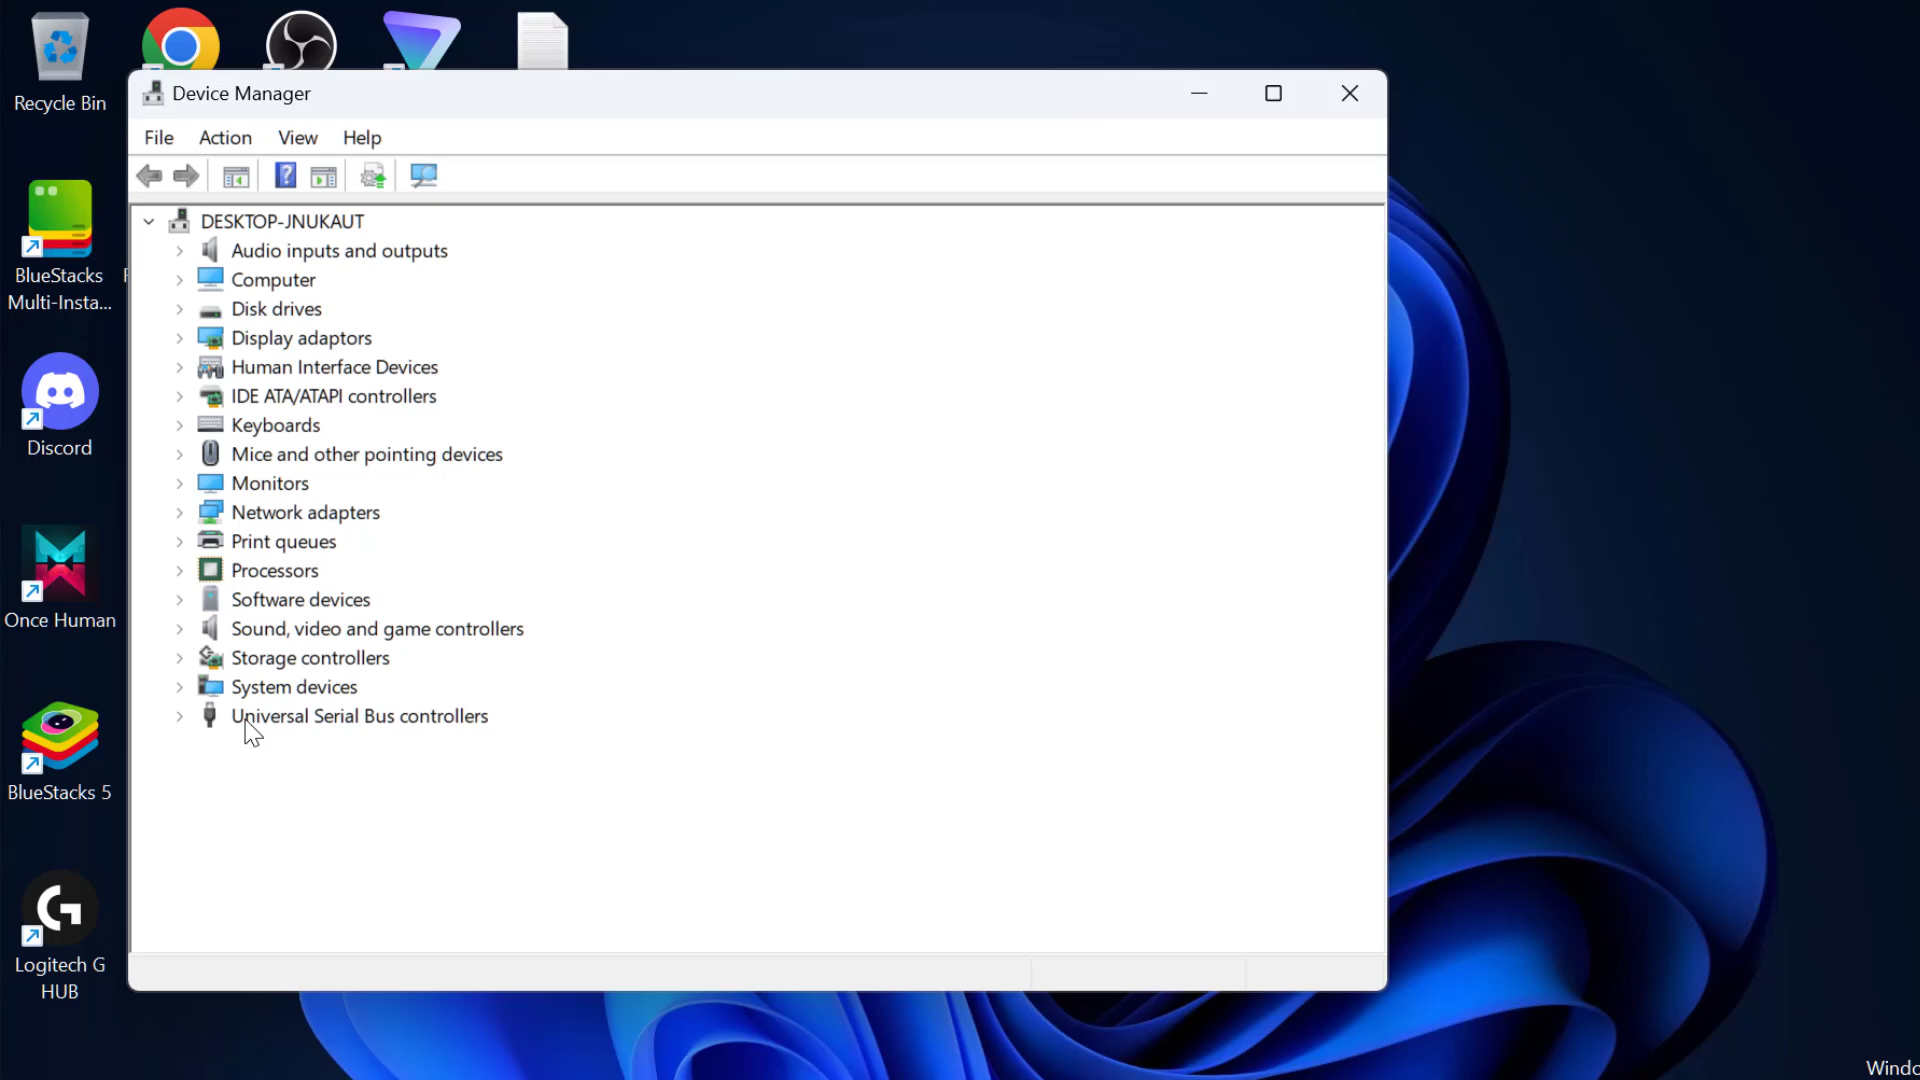 Recycle Bin
Device Manager
File Action View Help
DESKTOP-JNUKAUT
Audio inputs and outputs
Computer
Disk drives
Display adaptors
Human Interface Devices
IDE ATA/ATAPI controllers
Keyboards
Mice and other pointing devices
Monitors
Network adapters
Print queues
Processors
Software devices
Sound, video and game controllers
Storage controllers
System devices
Universal Serial Bus controllers
BlueStacks
Multi-Insta...
Discord
Once Human
BlueStacks 5
Logitech G
HUB